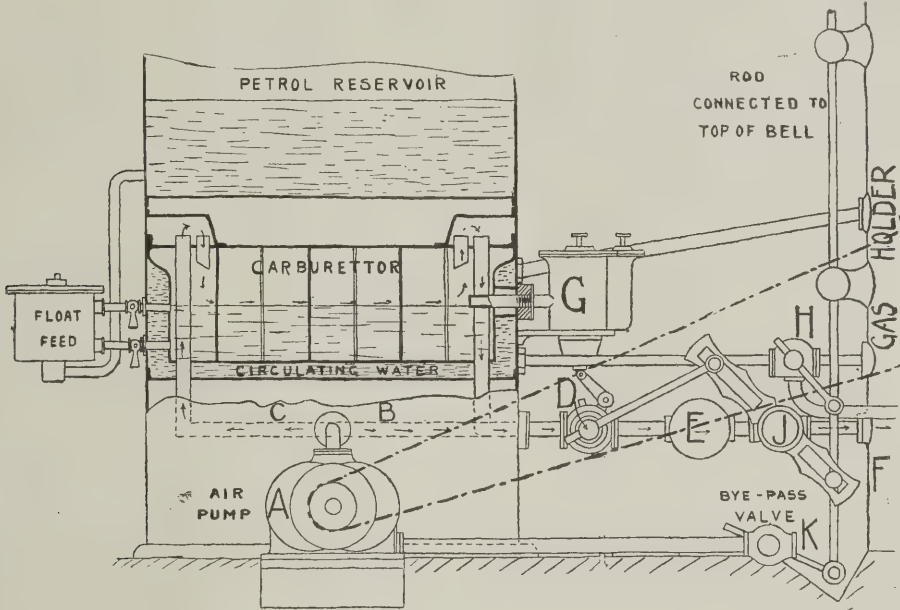 PETROL RESERVOIR
ROD
CONNECTED TO
TOP OF BELL
HOLDER
GAS
CARBURETTOR
G
FLOAT
FEED
H
CIRCULATING WATER
D
C
B
E
J
F
AIR
PUMP
A
BYE-PASS
VALVE
K